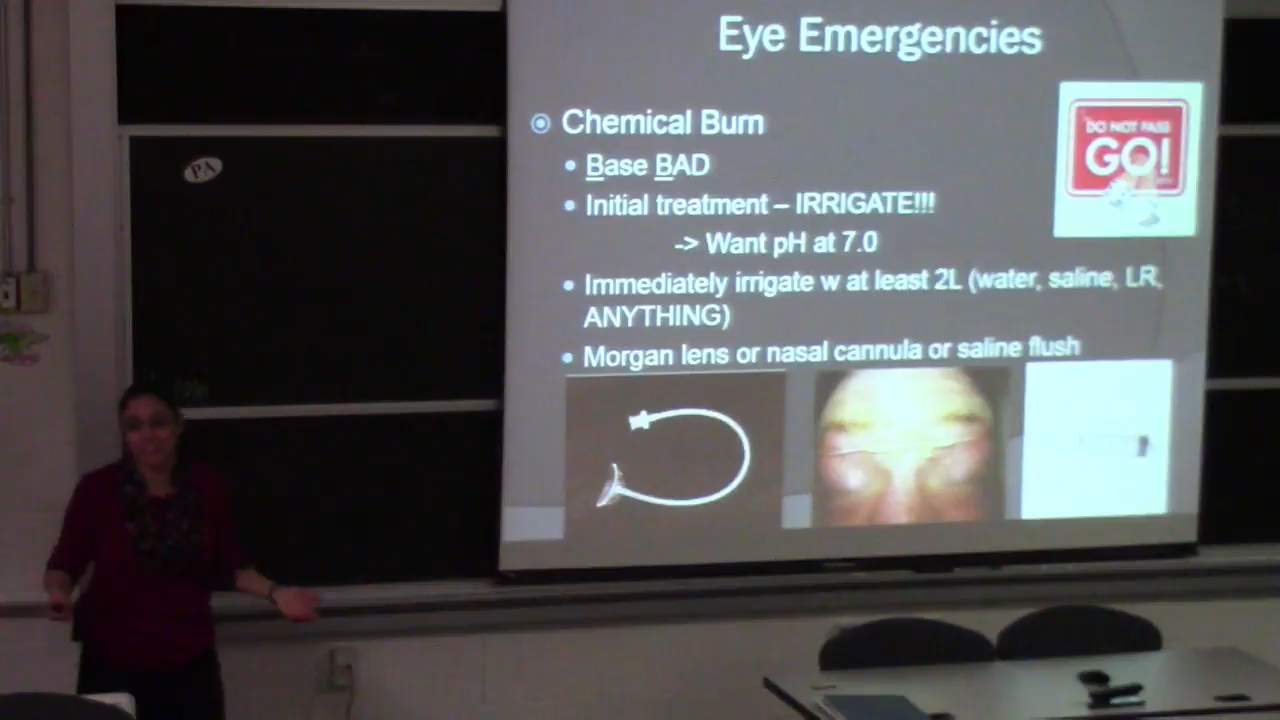 Eye Emergencies
Chemical Burn
Base BAD
Initial treatment – IRRIGATE!!!
-> Want pH at 7.0
Immediately irrigate w at least 2L (water, saline, LR,
ANYTHING)
Morgan lens or nasal cannula or saline flush
DO NOT PASS
GO!
PA